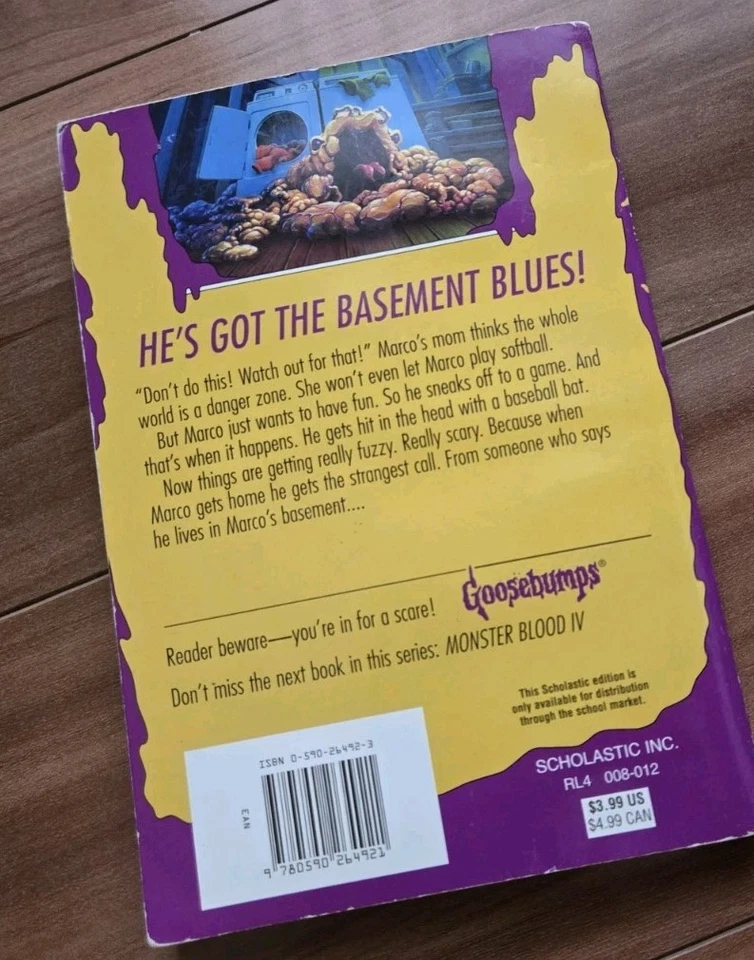 HE'S GOT THE BASEMENT BLUES!
"Don't do this! Watch out for that!" Marco's mom thinks the whole
world is a danger zone. She won't even let Marco play softball.
But Marco just wants to have fun. So he sneaks off to a game. And
that's when it happens. He gets hit in the head with a baseball bat.
Now things are getting really fuzzy. Really scary. Because when
Marco gets home he gets the strangest call. From someone who says
he lives in Marco's basement....
Goosebumps®
Reader beware—you're in for a scare!
Don't miss the next book in this series: MONSTER BLOOD IV
This Scholastic edition is
only available for distribution
through the school market.
SCHOLASTIC INC.
RL4 008-012
$3.99 US
$4.99 CAN
ISBN 0-590-26492-3
EAN
9 780590 264921